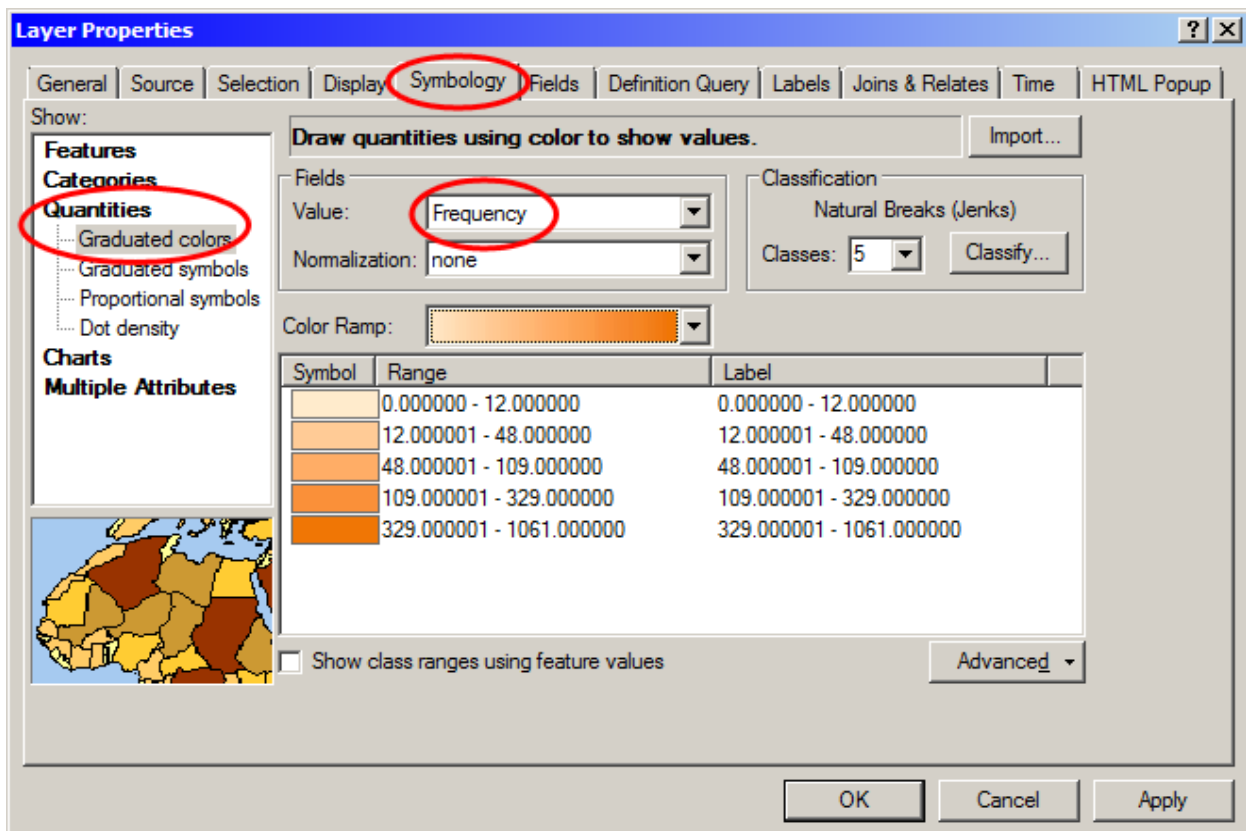 Layer Properties
? X
General Source Selection Display Symbology Fields Definition Query Labels Joins & Relates Time HTML Popup
Show:
Features
Categories
Quantities
Graduated colors
Graduated symbols
Proportional symbols
Dot density
Charts
Multiple Attributes
Draw quantities using color to show values.
Import...
Fields
Value: Frequency
Normalization: none
Classification
Natural Breaks (Jenks)
Classes: 5 Classify...
Color Ramp:
Symbol Range Label
0.000000 - 12.000000 0.000000 - 12.000000
12.000001 - 48.000000 12.000001 - 48.000000
48.000001 - 109.000000 48.000001 - 109.000000
109.000001 - 329.000000 109.000001 - 329.000000
329.000001 - 1061.000000 329.000001 - 1061.000000
Show class ranges using feature values
Advanced
OK Cancel Apply